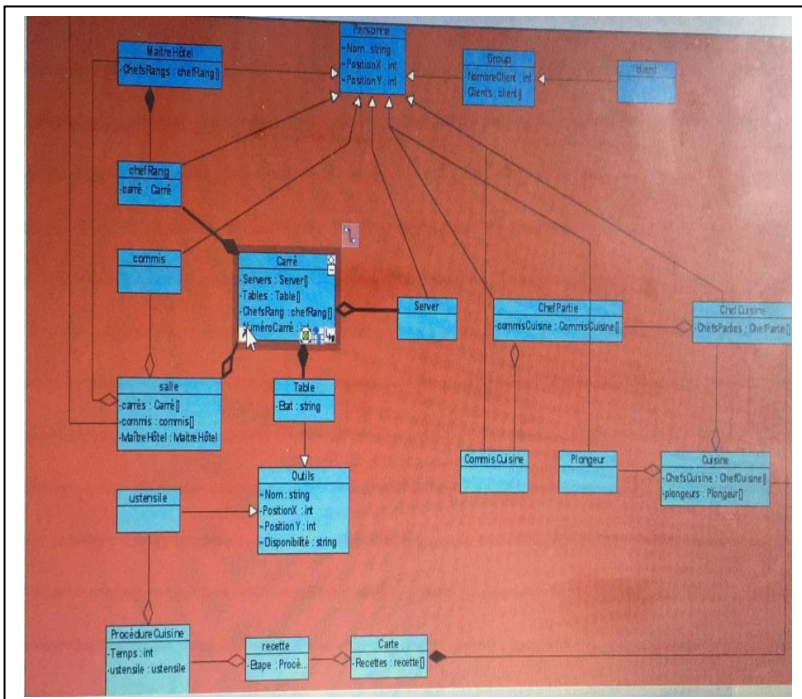 Personne
-Nom : string
-PositionX : int
-PositionY : int
MaitreHôtel
-ChefsRangs : chefRang[]
Group
-NombreClient : int
-Clients : client[]
client
chefRang
-carré : Carré
commis
Carré
-Servers : Server[]
-Tables : Table[]
-ChefsRang : chefRang[]
-NuméroCarré :
Server
ChefPartie
-commisCuisine : CommisCuisine[]
ChefCuisine
-ChefsParties : ChefPartie[]
salle
-carrés : Carré[]
-commis : commis[]
-MaîtreHôtel : MaitreHôtel
Table
-Etat : string
CommisCuisine
Plongeur
Cuisine
-ChefsCuisine : ChefCuisine[]
-plongeurs : Plongeur[]
ustensile
Outils
-Nom : string
-PositionX : int
-PositionY : int
-Disponibilité : string
ProcédureCuisine
-Temps : int
-ustensile : ustensile
recette
-Etape : Procé...
Carte
-Recettes : recette[]